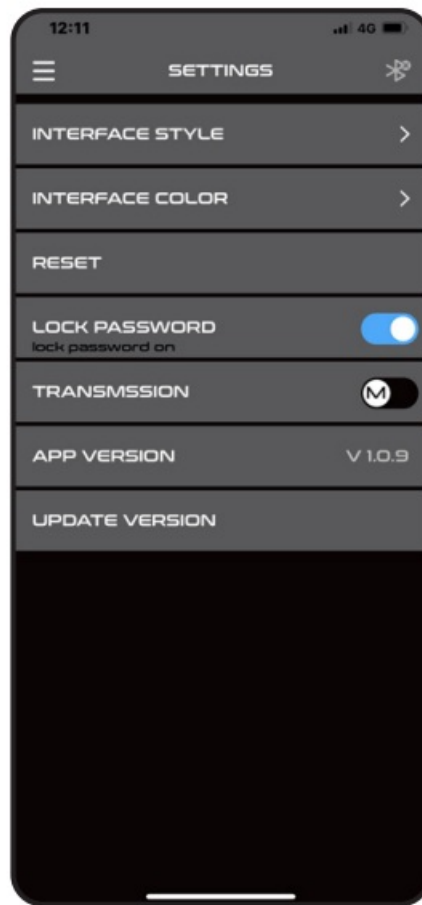 12:11 4G
SETTINGS
INTERFACE STYLE
INTERFACE COLOR
RESET
LOCK PASSWORD
lock password on
TRANSMSSION M
APP VERSION V 1.0.9
UPDATE VERSION